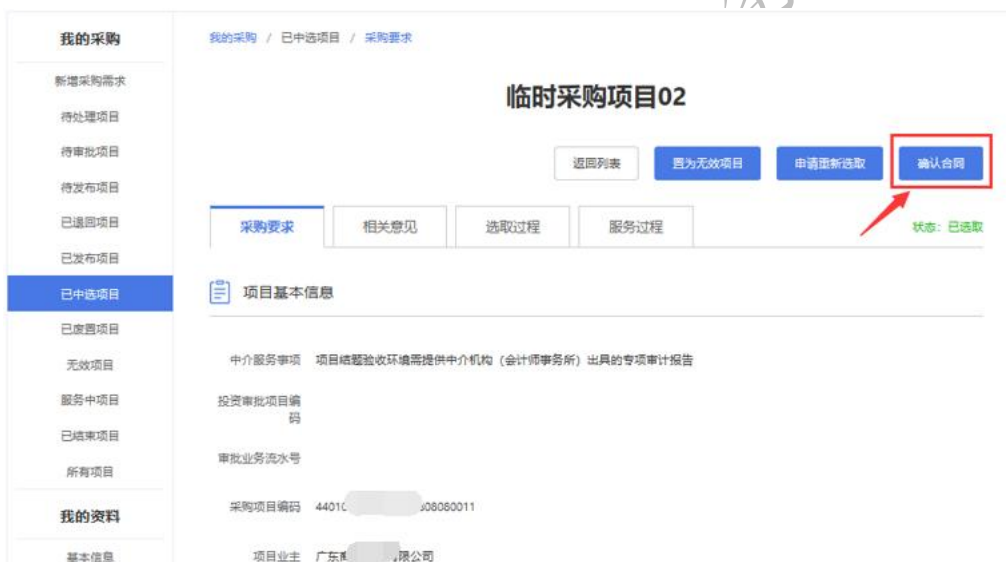 我的采购
新增采购需求
待处理项目
待审批项目
待发布项目
已退回项目
已发布项目
已中选项目
已废置项目
无效项目
服务中项目
已结束项目
所有项目
我的资料
基本信息
我的采购 / 已中选项目 / 采购要求
临时采购项目02
返回列表 置为无效项目 申请重新选取 确认合同
采购要求 相关意见 选取过程 服务过程 状态：已选取
项目基本信息
中介服务事项 项目结题验收环境需提供中介机构（会计师事务所）出具的专项审计报告
投资审批项目编
码
审批业务流水号
采购项目编码 4401 08080011
项目业主 广东 限公司